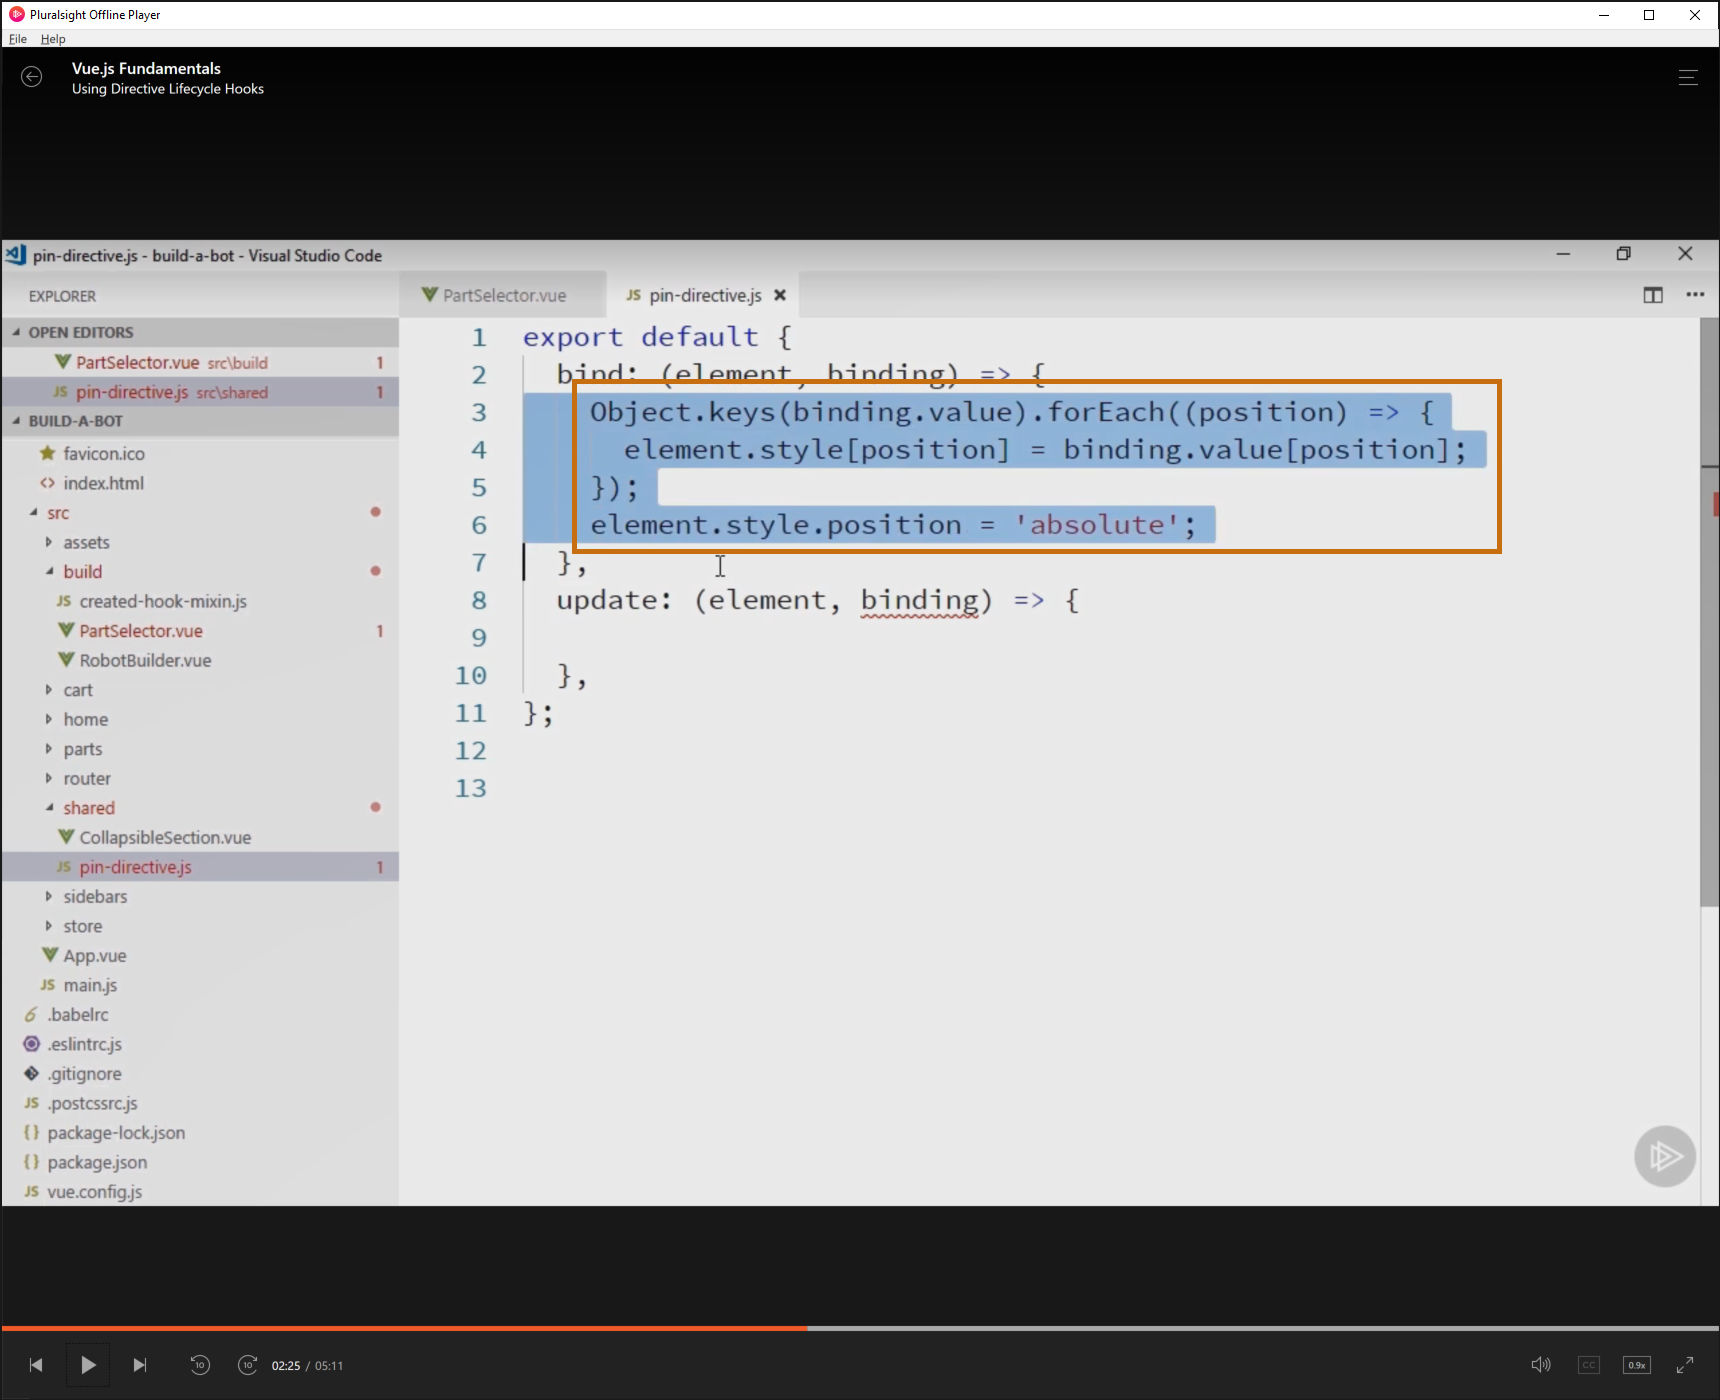 Pluralsight Offline Player
File Help
Vue.js Fundamentals
Using Directive Lifecycle Hooks
pin-directive.js - build-a-bot - Visual Studio Code
EXPLORER
PartSelector.vue
JS pin-directive.js
OPEN EDITORS
PartSelector.vue src\build 1
JS pin-directive.js src\shared 1
BUILD-A-BOT
favicon.ico
<> index.html
src
assets
build
JS created-hook-mixin.js
PartSelector.vue 1
RobotBuilder.vue
cart
home
parts
router
shared
CollapsibleSection.vue
JS pin-directive.js 1
sidebars
store
App.vue
JS main.js
.babelrc
.eslintrc.js
.gitignore
JS .postcssrc.js
{} package-lock.json
{} package.json
JS vue.config.js
1 export default {
2 bind: (element, binding) => {
3 Object.keys(binding.value).forEach((position) => {
4 element.style[position] = binding.value[position];
5 });
6 element.style.position = 'absolute';
7 },
8 update: (element, binding) => {
9
10 },
11 };
12
13
10 10 02:25 / 05:11 CC 0.9x